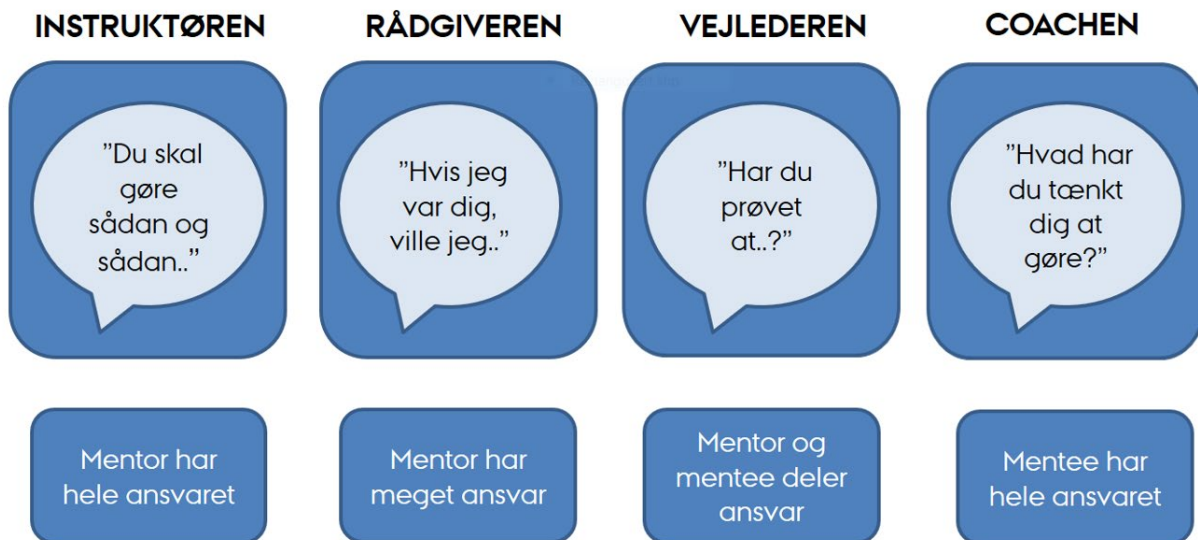 INSTRUKTØREN
RÅDGIVEREN
VEJLEDEREN
COACHEN
”Du skal
gøre
sådan og
sådan..”
”Hvis jeg
var dig,
ville jeg..”
”Har du
prøvet
at..?”
”Hvad har
du tænkt
dig at
gøre?”
Mentor har
hele ansvaret
Mentor har
meget ansvar
Mentor og
mentee deler
ansvar
Mentee har
hele ansvaret